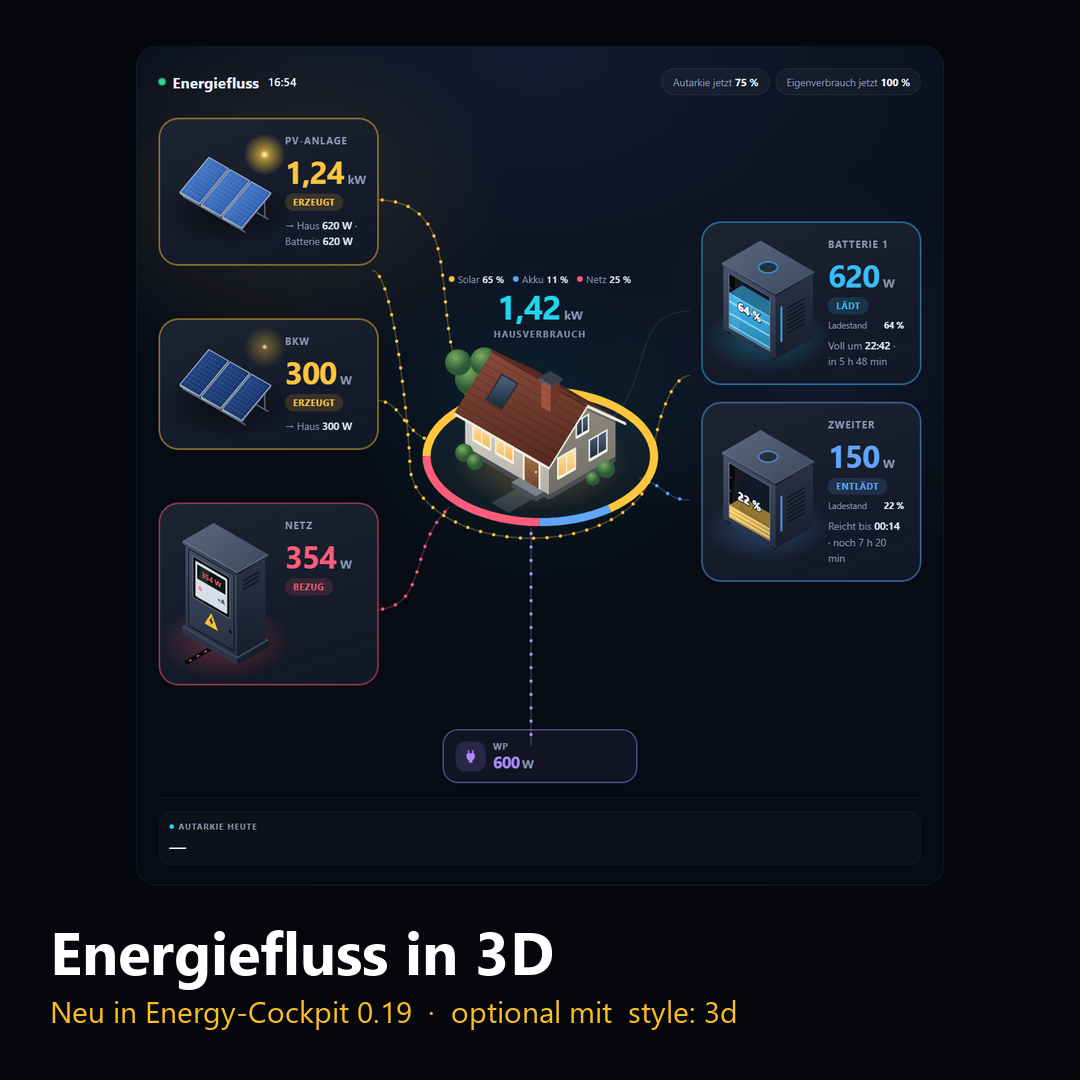 Energiefluss 16:54
Autarkie jetzt 75 %
Eigenverbrauch jetzt 100 %
PV-ANLAGE
1,24 kW
ERZEUGT
→ Haus 620 W ·
Batterie 620 W
BKW
300 W
ERZEUGT
→ Haus 300 W
NETZ
354 W
BEZUG
354 W
Solar 65 % Akku 11 % Netz 25 %
1,42 kW
HAUSVERBRAUCH
BATTERIE 1
620 W
LÄDT
Ladestand 64 %
Voll um 22:42 ·
in 5 h 48 min
64 %
ZWEITER
150 W
ENTLÄDT
Ladestand 22 %
Reicht bis 00:14
· noch 7 h 20
min
22 %
WP
600 W
AUTARKIE HEUTE
—
Energiefluss in 3D
Neu in Energy-Cockpit 0.19 · optional mit style: 3d